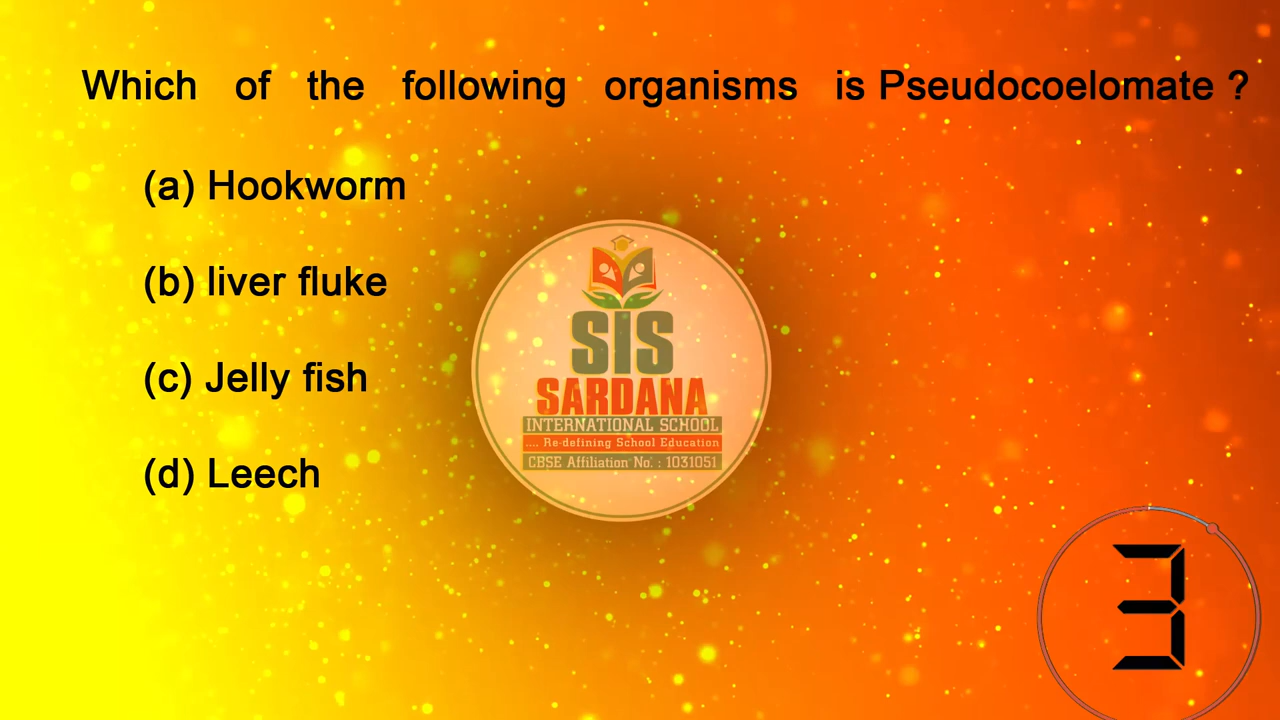 Which of the following organisms is Pseudocoelomate ?
(a) Hookworm
(b) liver fluke
(c) Jelly fish
(d) Leech
SIS
SARDANA
INTERNATIONAL SCHOOL
.... Re-defining School Education
CBSE Affiliation No. : 1031051
3